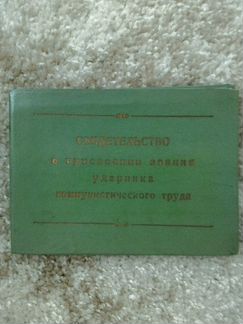 СВИДЕТЕЛЬСТВО
о присвоении звания
ударника
коммунистического труда